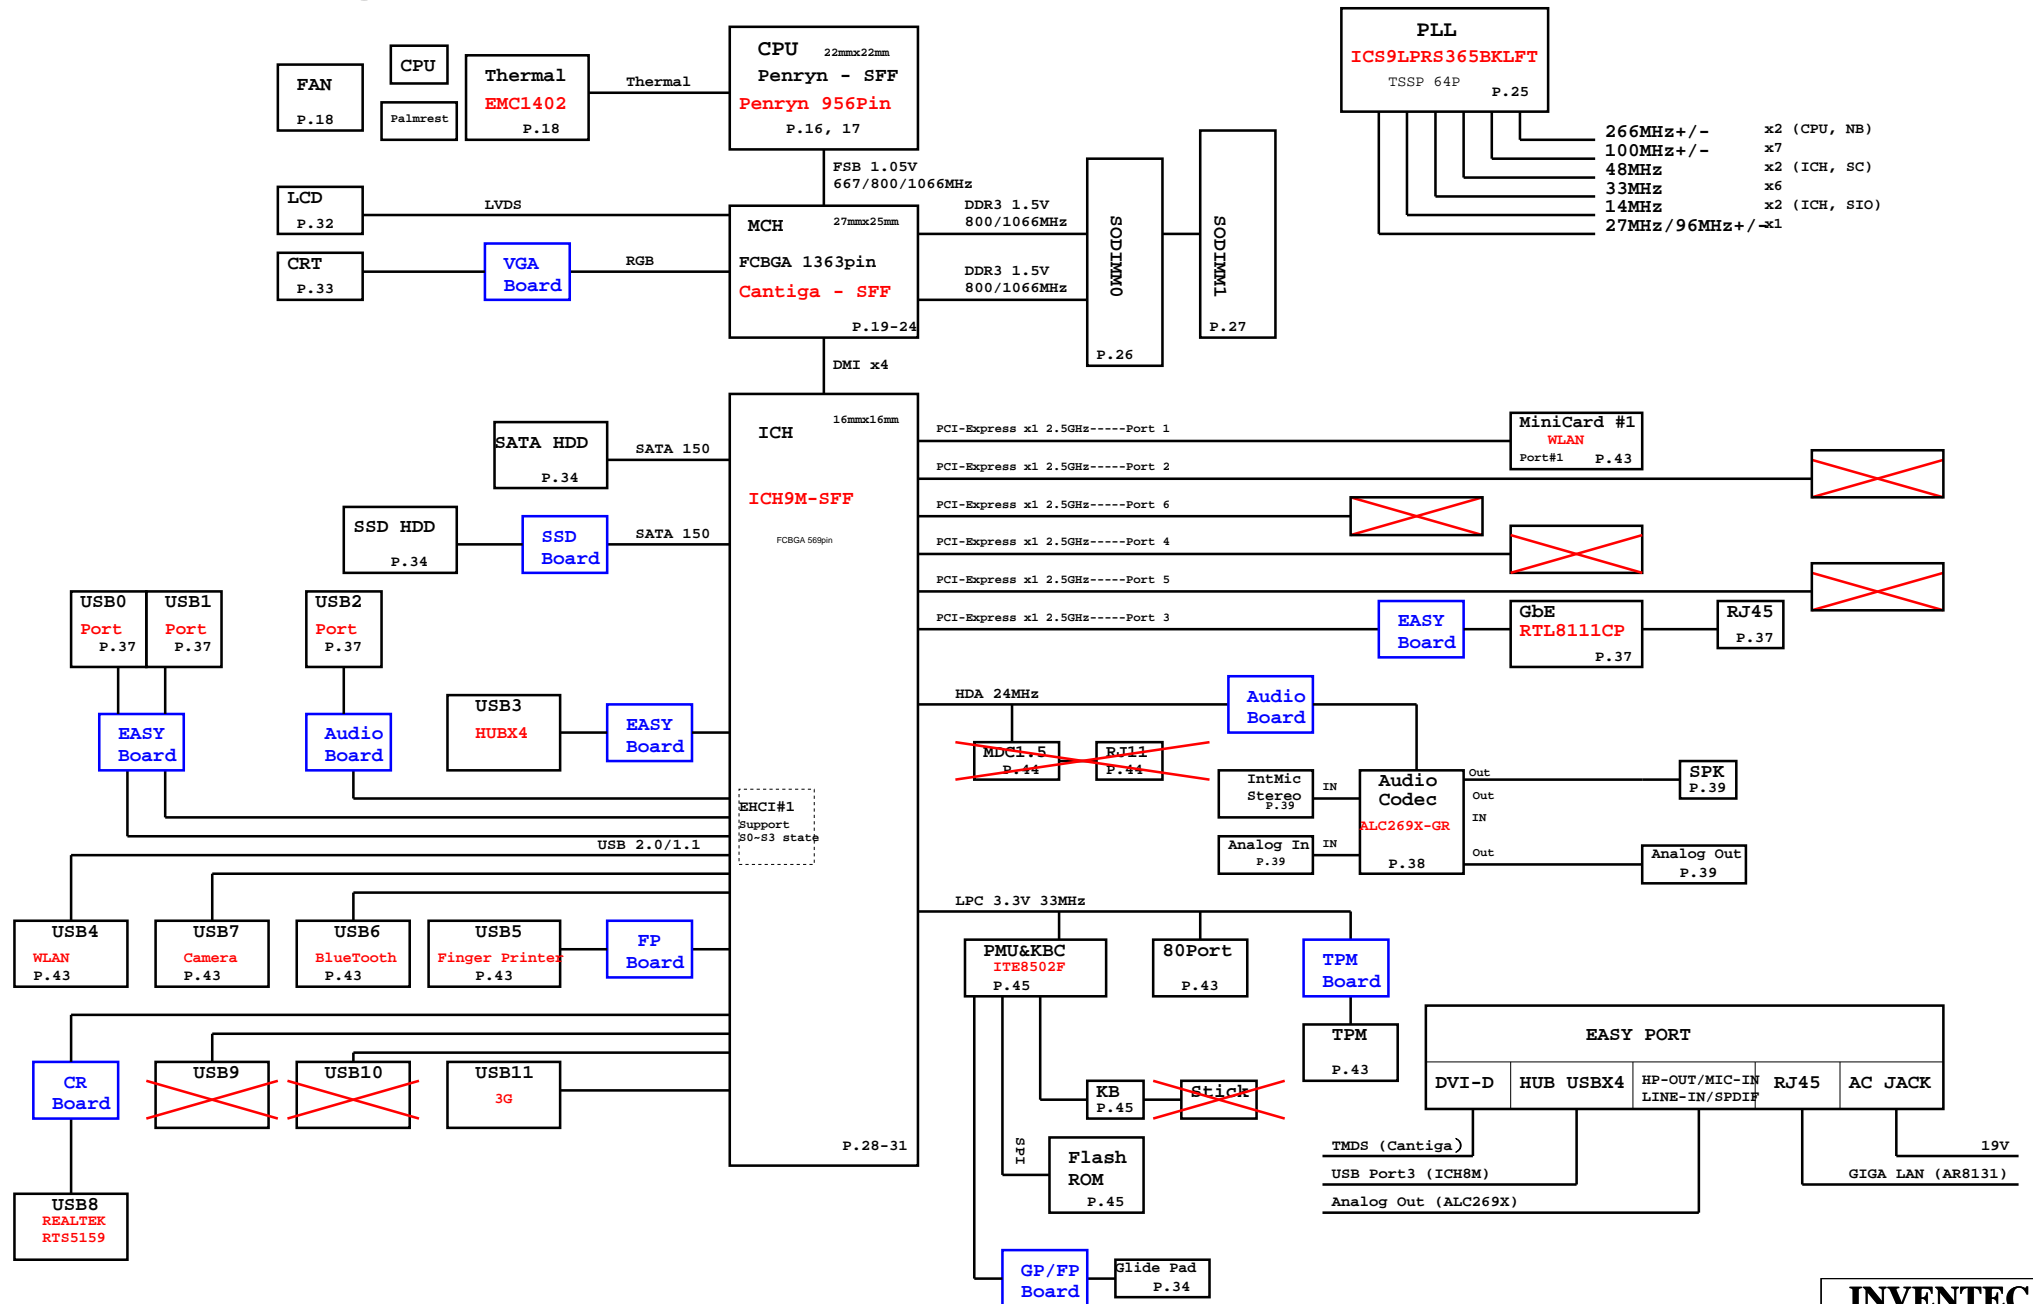 CPU 22mmx22mm
Penryn - SFF
Penryn 956Pin
P.16, 17
FAN
P.18
CPU
Palmrest
Thermal
EMC1402
P.18
Thermal
PLL
ICS9LPRS365BKLFT
TSSP 64P
P.25
266MHz+/- x2 (CPU, NB)
100MHz+/- x7
48MHz x2 (ICH, SC)
33MHz x6
14MHz x2 (ICH, SIO)
27MHz/96MHz+/-x1
FSB 1.05V
667/800/1066MHz
LCD
P.32
LVDS
CRT
P.33
VGA
Board
RGB
MCH 27mmx25mm
FCBGA 1363pin
Cantiga - SFF
P.19-24
DDR3 1.5V
800/1066MHz
DDR3 1.5V
800/1066MHz
SODIMM0
P.26
SODIMM1
P.27
DMI x4
ICH 16mmx16mm
ICH9M-SFF
FCBGA 569pin
SATA HDD
P.34
SATA 150
SSD HDD
P.34
SSD
Board
SATA 150
PCI-Express x1 2.5GHz-----Port 1
PCI-Express x1 2.5GHz-----Port 2
PCI-Express x1 2.5GHz-----Port 6
PCI-Express x1 2.5GHz-----Port 4
PCI-Express x1 2.5GHz-----Port 5
PCI-Express x1 2.5GHz-----Port 3
MiniCard #1
WLAN
Port#1 P.43
EASY
Board
GbE
RTL8111CP
P.37
RJ45
P.37
USB0
Port
P.37
USB1
Port
P.37
USB2
Port
P.37
EASY
Board
Audio
Board
USB3
HUBX4
EASY
Board
EHCI#1
Support
S0~S3 state
USB 2.0/1.1
HDA 24MHz
Audio
Board
MDC1.5
P.44
RJ11
P.44
IntMic
Stereo
P.39
IN
Analog In
P.39
IN
Audio
Codec
ALC269X-GR
P.38
Out
Out
IN
Out
SPK
P.39
Analog Out
P.39
USB4
WLAN
P.43
USB7
Camera
P.43
USB6
BlueTooth
P.43
USB5
Finger Printer
P.43
FP
Board
LPC 3.3V 33MHz
PMU&KBC
ITE8502F
P.45
80Port
P.43
TPM
Board
TPM
P.43
CR
Board
USB9
USB10
USB11
3G
USB8
REALTEK
RTS5159
P.28-31
KB
P.45
Stick
SPI
Flash
ROM
P.45
GP/FP
Board
Glide Pad
P.34
EASY PORT
DVI-D
HUB USBX4
HP-OUT/MIC-IN
LINE-IN/SPDIF
RJ45
AC JACK
TMDS (Cantiga)
USB Port3 (ICH8M)
Analog Out (ALC269X)
19V
GIGA LAN (AR8131)
INVENTEC